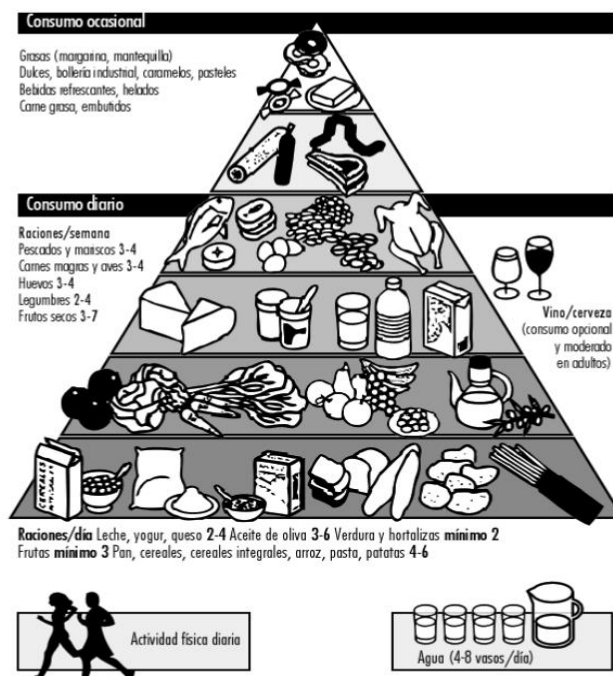 Consumo ocasional
Grasas (margarina, mantequilla)
Dulces, bollería industrial, caramelos, pasteles
Bebidas refrescantes, helados
Carne grasa, embutidos
Consumo diario
Raciones/semana
Pescados y mariscos 3-4
Carnes magras y aves 3-4
Huevos 3-4
Legumbres 2-4
Frutos secos 3-7
Vino/cerveza
(consumo opcional
y moderado
en adultos)
CEREALES
Raciones/día Leche, yogur, queso 2-4 Aceite de oliva 3-6 Verdura y hortalizas mínimo 2
Frutas mínimo 3 Pan, cereales, cereales integrales, arroz, pasta, patatas 4-6
Actividad física diaria
Agua (4-8 vasos/día)